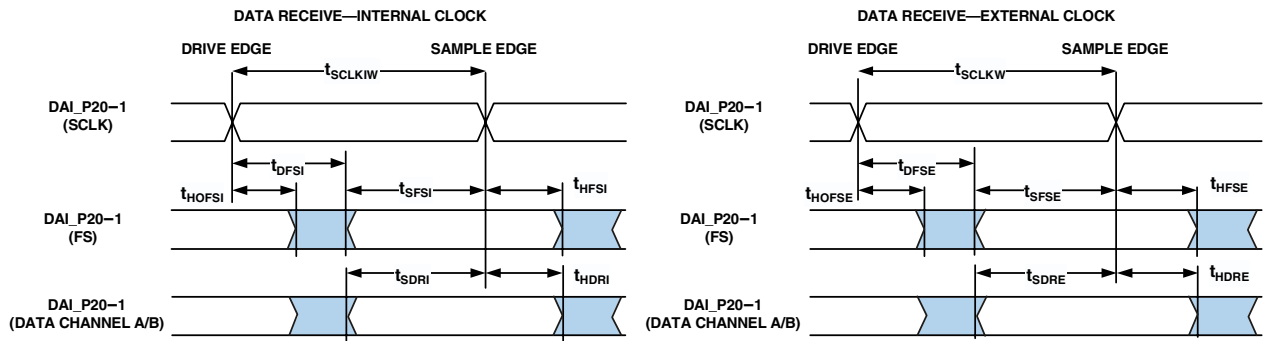 DATA RECEIVE—INTERNAL CLOCK
DRIVE EDGE
SAMPLE EDGE
tSCLKIW
DAI_P20–1
(SCLK)
tDFSI
tHOFSI
tSFSI
tHFSI
DAI_P20–1
(FS)
tSDRI
tHDRI
DAI_P20–1
(DATA CHANNEL A/B)
DATA RECEIVE—EXTERNAL CLOCK
DRIVE EDGE
SAMPLE EDGE
tSCLKW
DAI_P20–1
(SCLK)
tDFSE
tHOFSE
tSFSE
tHFSE
DAI_P20–1
(FS)
tSDRE
tHDRE
DAI_P20–1
(DATA CHANNEL A/B)